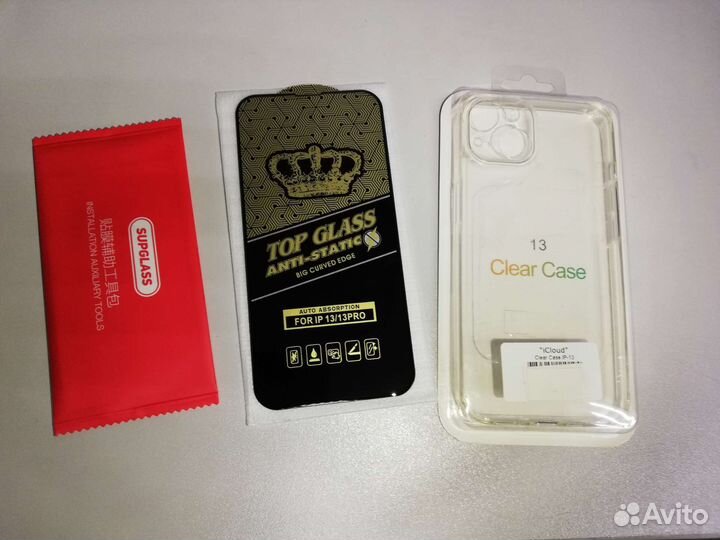 SUPGLASS
贴膜辅助工具包
INSTALLATION AUXILIARY TOOLS
TOP GLASS
ANTI-STATIC
BIG CURVED EDGE
AUTO ABSORPTION
FOR IP 13/13PRO
13
Clear Case
"iCloud"
Clear Case IP-13
Avito